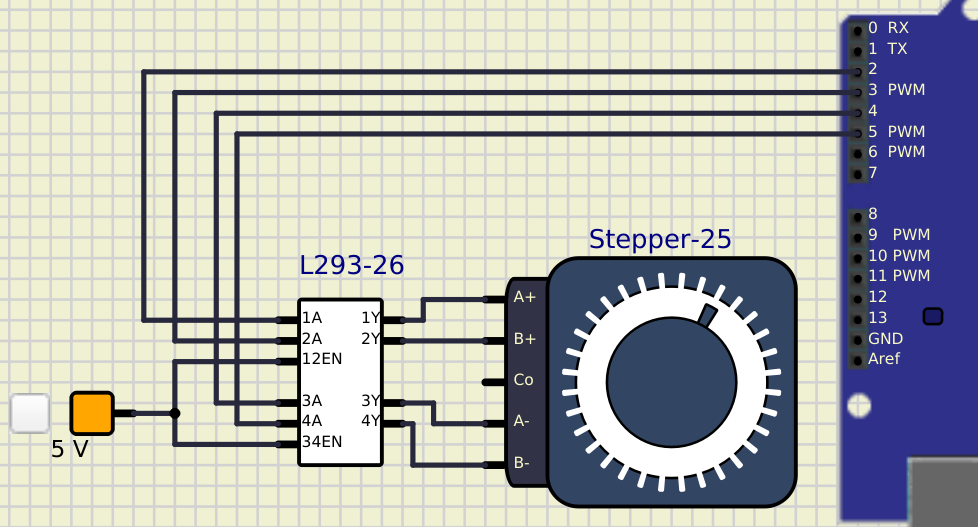 0 RX
1 TX
2
3 PWM
4
5 PWM
6 PWM
7
8
9 PWM
10 PWM
11 PWM
12
13
GND
Aref
Stepper-25
A+
B+
Co
A-
B-
L293-26
1A 1Y
2A 2Y
12EN
3A 3Y
4A 4Y
34EN
5 V